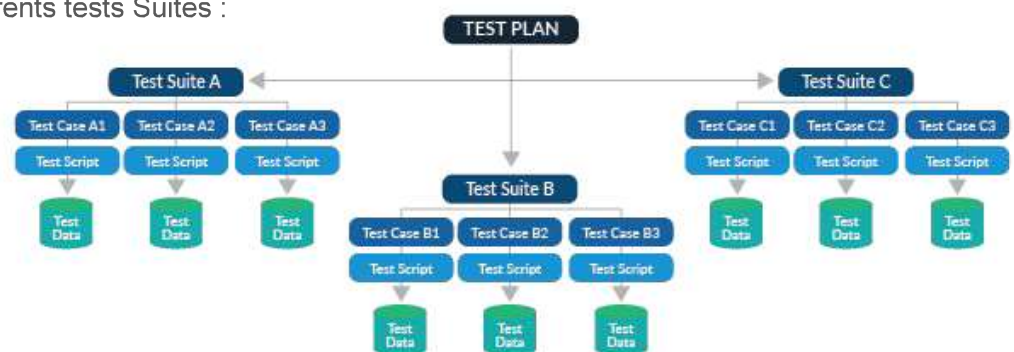 rents tests Suites :
TEST PLAN
Test Suite A
Test Suite C
Test Case A1 Test Case A2 Test Case A3
Test Case C1 Test Case C2 Test Case C3
Test Script Test Script Test Script
Test Script Test Script Test Script
Test Data Test Data Test Data
Test Data Test Data Test Data
Test Suite B
Test Case B1 Test Case B2 Test Case B3
Test Script Test Script Test Script
Test Data Test Data Test Data